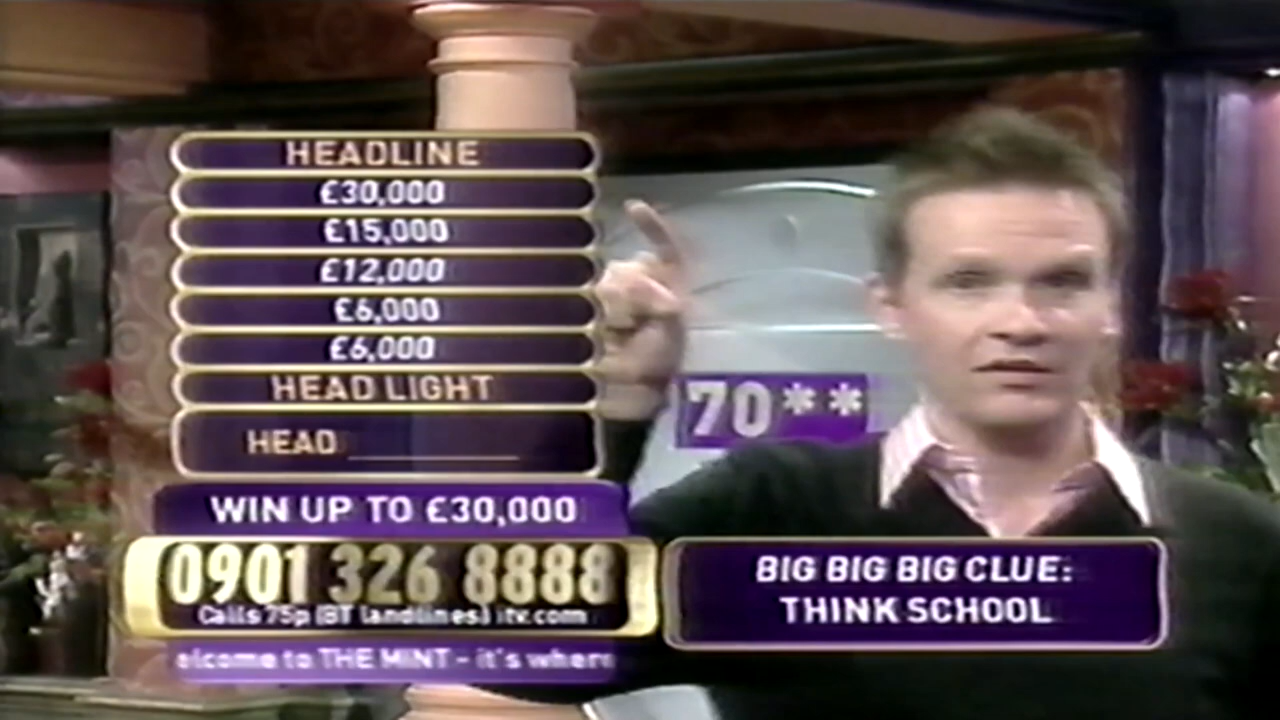 HEADLINE
£30,000
£15,000
£12,000
£6,000
£6,000
HEAD LIGHT
HEAD ________
70**
WIN UP TO £30,000
0901 326 8888
Calls 75p (BT landlines) itv.com
elcome to THE MINT - it's where
BIG BIG BIG CLUE:
THINK SCHOOL